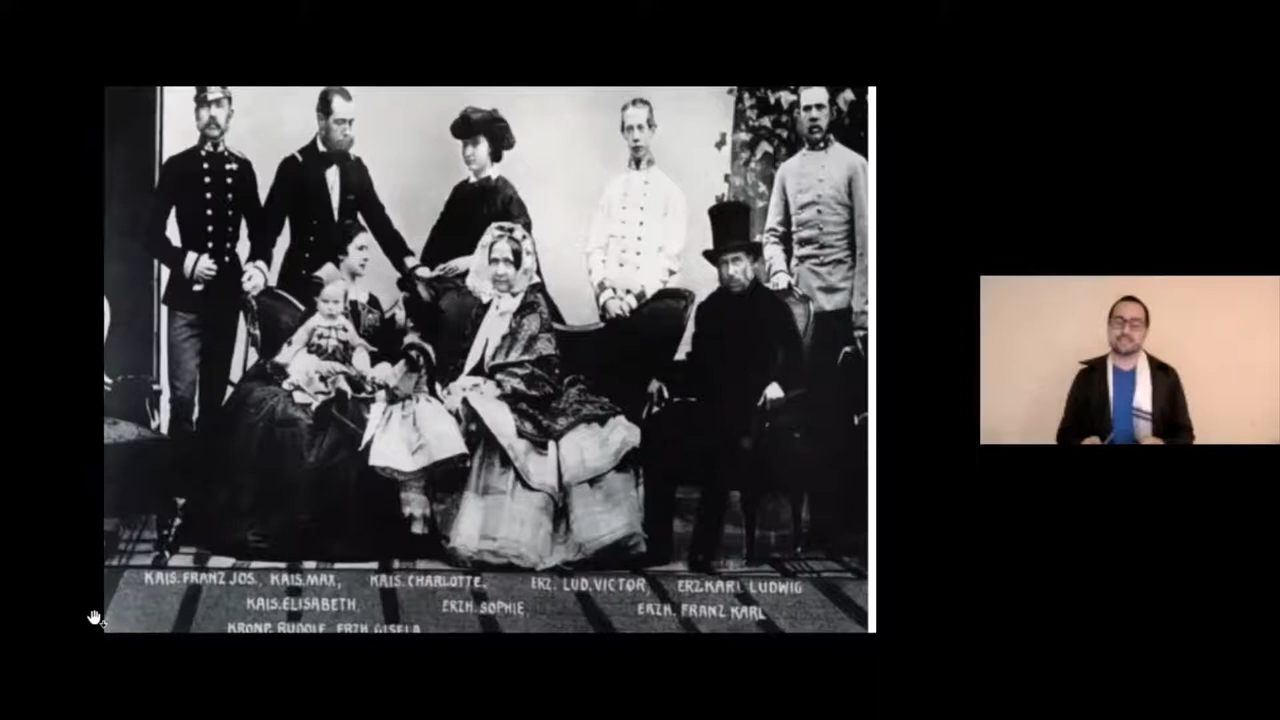 KAIS. FRANZ JOS., KAIS. MAX, KAIS. CHARLOTTE, ERZ. LUD. VICTOR, ERZ.KARL LUDWIG
KAIS. ELISABETH, ERZH. SOPHIE, ERZH. FRANZ KARL
KRONP. RUDOLF, ERZH. GISELA